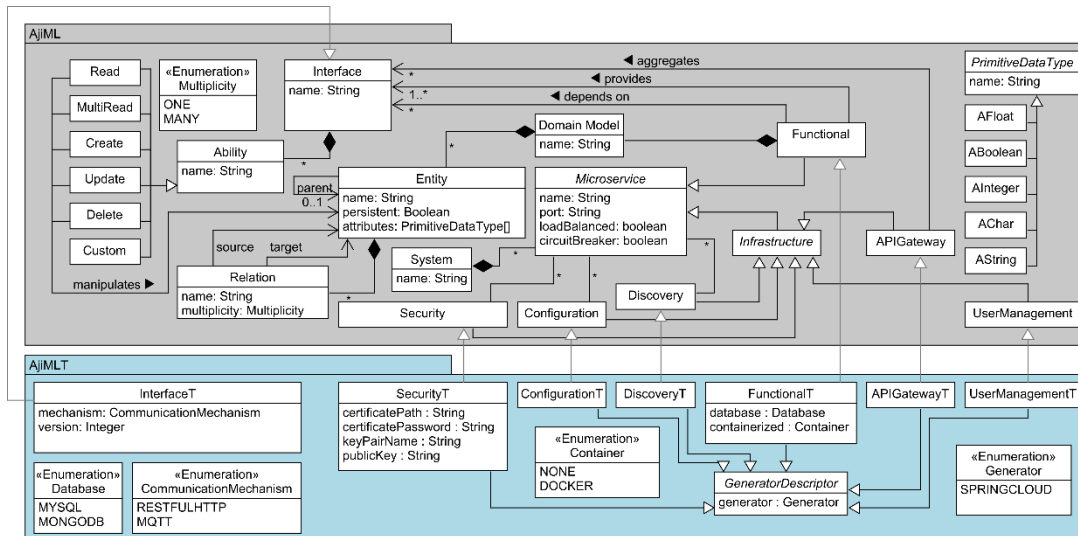 AjiML
Read
MultiRead
Create
Update
Delete
Custom
«Enumeration»
Multiplicity
ONE
MANY
Interface
name: String
◀ aggregates
*
◀ provides
1..*
◀ depends on
*
PrimitiveDataType
name: String
AFloat
ABoolean
AInteger
AChar
AString
Ability
name: String
*
Domain Model
name: String
*
Functional
parent
0..1
Entity
name: String
persistent: Boolean
attributes: PrimitiveDataType[]
Microservice
name: String
port: String
loadBalanced: boolean
circuitBreaker: boolean
Infrastructure
APIGateway
source
target
manipulates ▶
Relation
name: String
multiplicity: Multiplicity
*
System
name: String
*
*
*
*
Security
Configuration
Discovery
UserManagement
AjiMLT
InterfaceT
mechanism: CommunicationMechanism
version: Integer
SecurityT
certificatePath : String
certificatePassword : String
keyPairName : String
publicKey : String
ConfigurationT
DiscoveryT
FunctionalT
database : Database
containerized : Container
APIGatewayT
UserManagementT
«Enumeration»
Database
MYSQL
MONGODB
«Enumeration»
CommunicationMechanism
RESTFULHTTP
MQTT
«Enumeration»
Container
NONE
DOCKER
GeneratorDescriptor
generator : Generator
«Enumeration»
Generator
SPRINGCLOUD